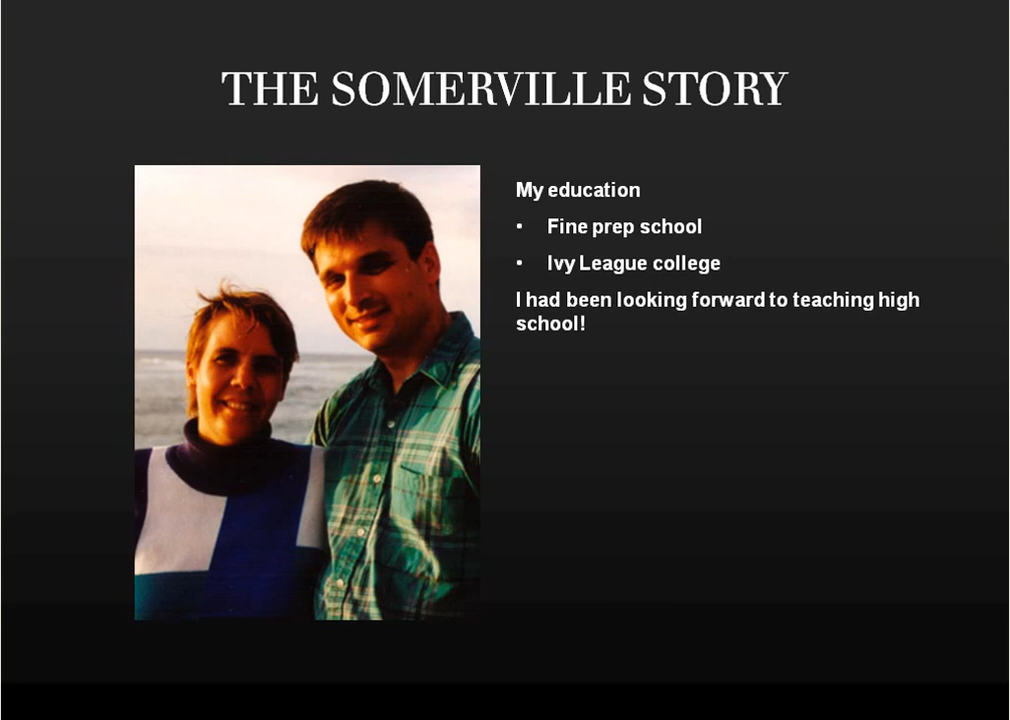 THE SOMERVILLE STORY
My education
• Fine prep school
• Ivy League college
I had been looking forward to teaching high
school!